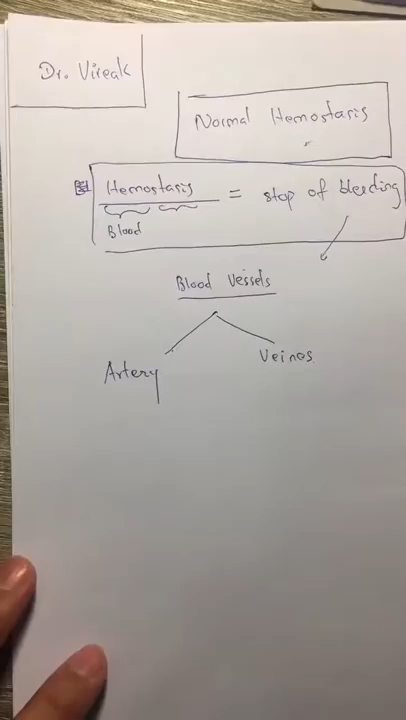 Dr. Vireak
Normal Hemostasis
Hemostasis = stop of bleeding
Blood
Blood Vessels
Artery
Veines